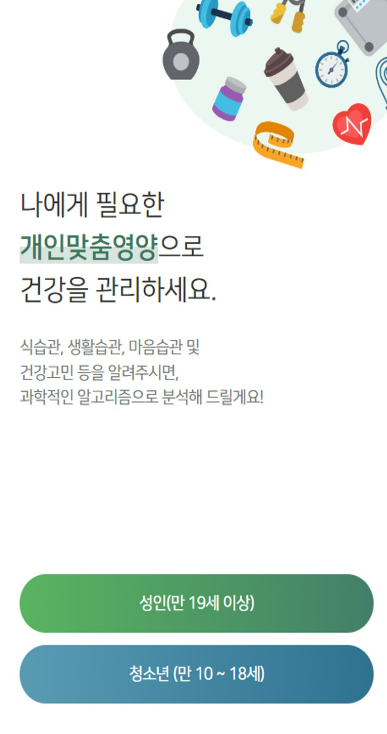 나에게 필요한
개인맞춤영양으로
건강을 관리하세요.
식습관, 생활습관, 마음습관 및
건강고민 등을 알려주시면,
과학적인 알고리즘으로 분석해 드릴게요!
성인(만 19세 이상)
청소년 (만 10 ~ 18세)